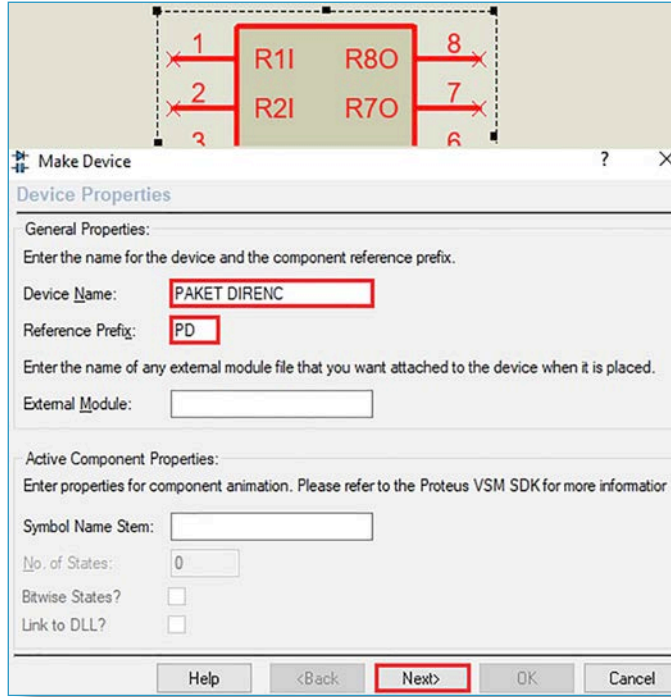 1 R1I R8O 8
2 R2I R7O 7
3 6
Make Device ? X
Device Properties
General Properties:
Enter the name for the device and the component reference prefix.
Device Name: PAKET DIRENC
Reference Prefix: PD
Enter the name of any external module file that you want attached to the device when it is placed.
External Module:
Active Component Properties:
Enter properties for component animation. Please refer to the Proteus VSM SDK for more information
Symbol Name Stem:
No. of States: 0
Bitwise States?
Link to DLL?
Help <Back Next> OK Cancel